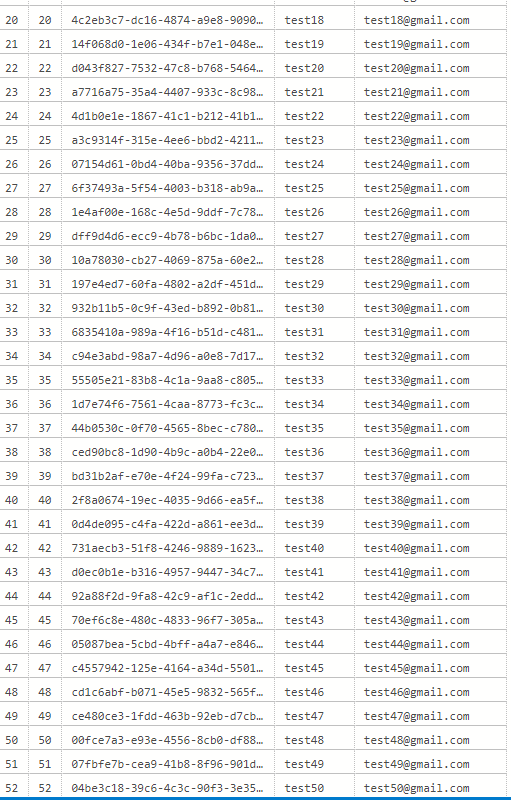 20 20 4c2eb3c7-dc16-4874-a9e8-9090… test18 test18@gmail.com
21 21 14f068d0-1e06-434f-b7e1-048e… test19 test19@gmail.com
22 22 d043f827-7532-47c8-b768-5464… test20 test20@gmail.com
23 23 a7716a75-35a4-4407-933c-8c98… test21 test21@gmail.com
24 24 4d1b0e1e-1867-41c1-b212-41b1… test22 test22@gmail.com
25 25 a3c9314f-315e-4ee6-bbd2-4211… test23 test23@gmail.com
26 26 07154d61-0bd4-40ba-9356-37dd… test24 test24@gmail.com
27 27 6f37493a-5f54-4003-b318-ab9a… test25 test25@gmail.com
28 28 1e4af00e-168c-4e5d-9ddf-7c78… test26 test26@gmail.com
29 29 dff9d4d6-ecc9-4b78-b6bc-1da0… test27 test27@gmail.com
30 30 10a78030-cb27-4069-875a-60e2… test28 test28@gmail.com
31 31 197e4ed7-60fa-4802-a2df-451d… test29 test29@gmail.com
32 32 932b11b5-0c9f-43ed-b892-0b81… test30 test30@gmail.com
33 33 6835410a-989a-4f16-b51d-c481… test31 test31@gmail.com
34 34 c94e3abd-98a7-4d96-a0e8-7d17… test32 test32@gmail.com
35 35 55505e21-83b8-4c1a-9aa8-c805… test33 test33@gmail.com
36 36 1d7e74f6-7561-4caa-8773-fc3c… test34 test34@gmail.com
37 37 44b0530c-0f70-4565-8bec-c780… test35 test35@gmail.com
38 38 ced90bc8-1d90-4b9c-a0b4-22e0… test36 test36@gmail.com
39 39 bd31b2af-e70e-4f24-99fa-c723… test37 test37@gmail.com
40 40 2f8a0674-19ec-4035-9d66-ea5f… test38 test38@gmail.com
41 41 0d4de095-c4fa-422d-a861-ee3d… test39 test39@gmail.com
42 42 731aecb3-51f8-4246-9889-1623… test40 test40@gmail.com
43 43 d0ec0b1e-b316-4957-9447-34c7… test41 test41@gmail.com
44 44 92a88f2d-9fa8-42c9-af1c-2edd… test42 test42@gmail.com
45 45 70ef6c8e-480c-4833-96f7-305a… test43 test43@gmail.com
46 46 05087bea-5cbd-4bff-a4a7-e846… test44 test44@gmail.com
47 47 c4557942-125e-4164-a34d-5501… test45 test45@gmail.com
48 48 cd1c6abf-b071-45e5-9832-565f… test46 test46@gmail.com
49 49 ce480ce3-1fdd-463b-92eb-d7cb… test47 test47@gmail.com
50 50 00fce7a3-e93e-4556-8cb0-df88… test48 test48@gmail.com
51 51 07fbfe7b-cea9-41b8-8f96-901d… test49 test49@gmail.com
52 52 04be3c18-39c6-4c3c-90f3-3e35… test50 test50@gmail.com